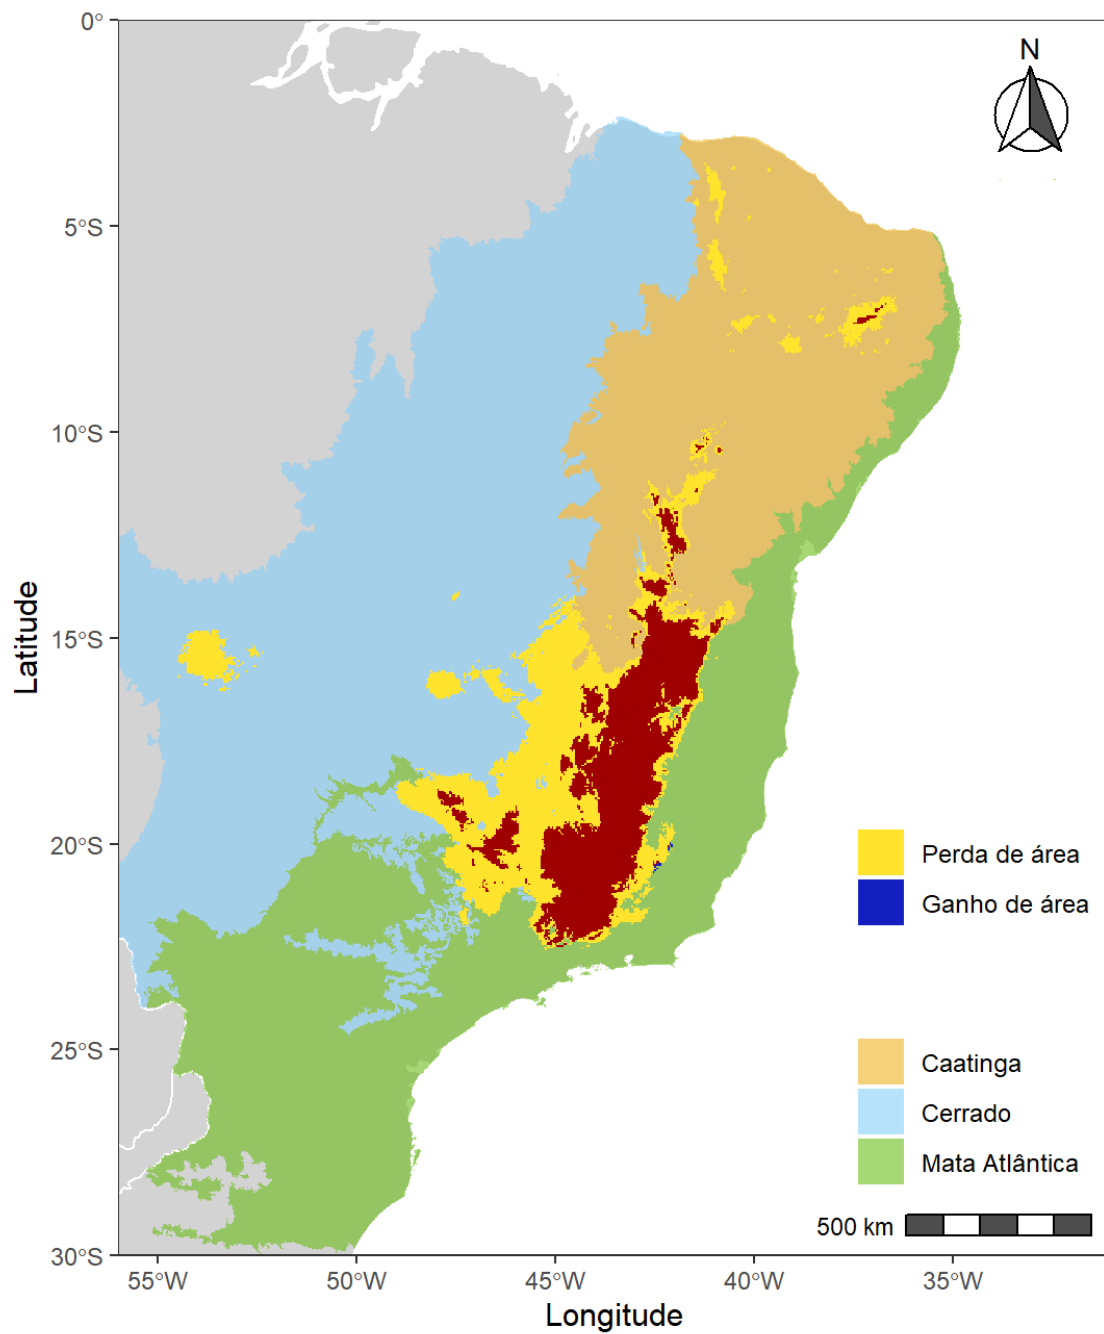 0°
N
5°S
10°S
15°S
Latitude
20°S
Perda de área
Ganho de área
25°S
Caatinga
Cerrado
Mata Atlântica
500 km
30°S
55°W 50°W 45°W 40°W 35°W
Longitude